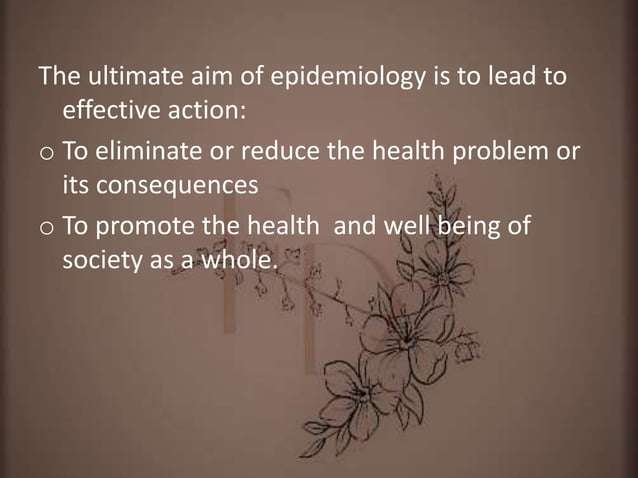 The ultimate aim of epidemiology is to lead to
effective action:
o To eliminate or reduce the health problem or
its consequences
o To promote the health  and well being of
society as a whole.